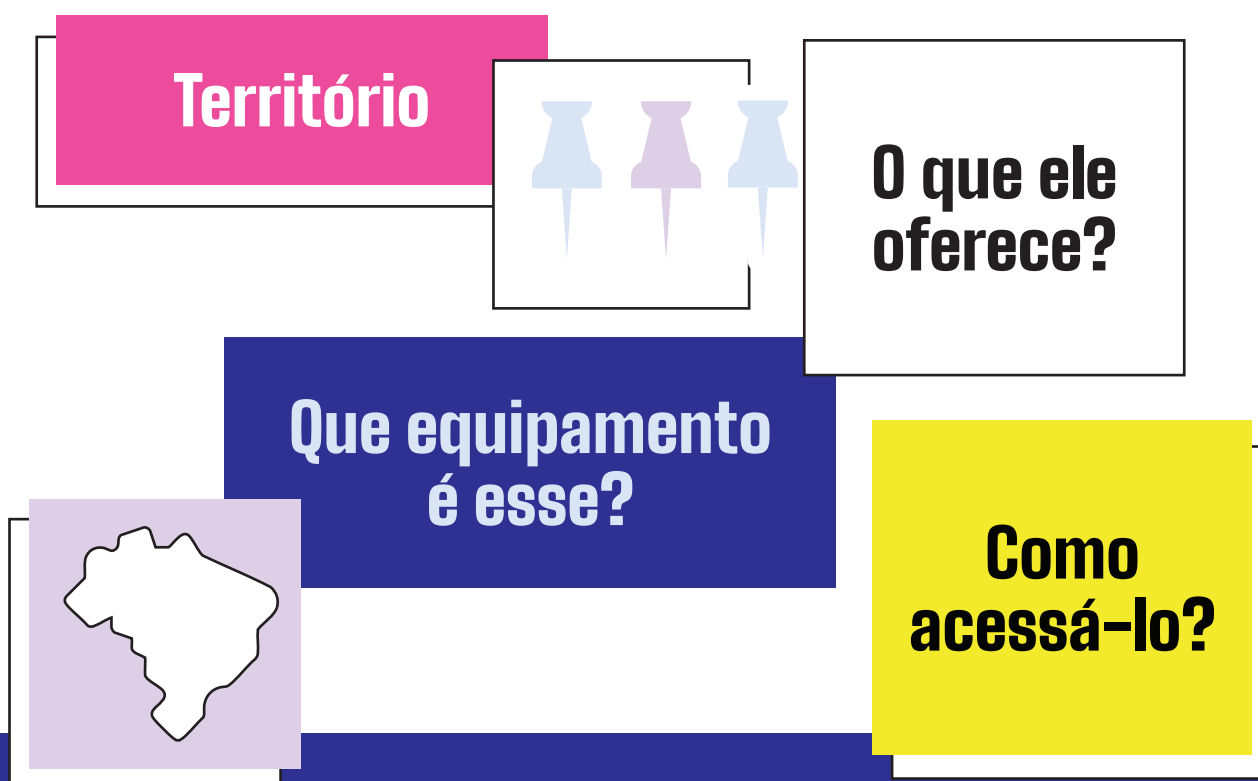 Território
O que ele
oferece?
Que equipamento
é esse?
Como
acessá-lo?